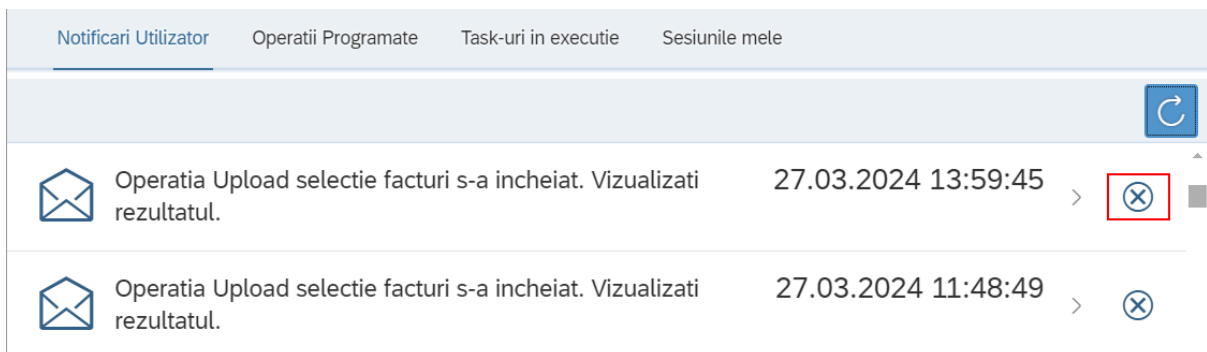 Notificari Utilizator Operatii Programate Task-uri in executie Sesiunile mele
Operatia Upload selectie facturi s-a incheiat. Vizualizati 27.03.2024 13:59:45
rezultatul.
Operatia Upload selectie facturi s-a incheiat. Vizualizati 27.03.2024 11:48:49
rezultatul.